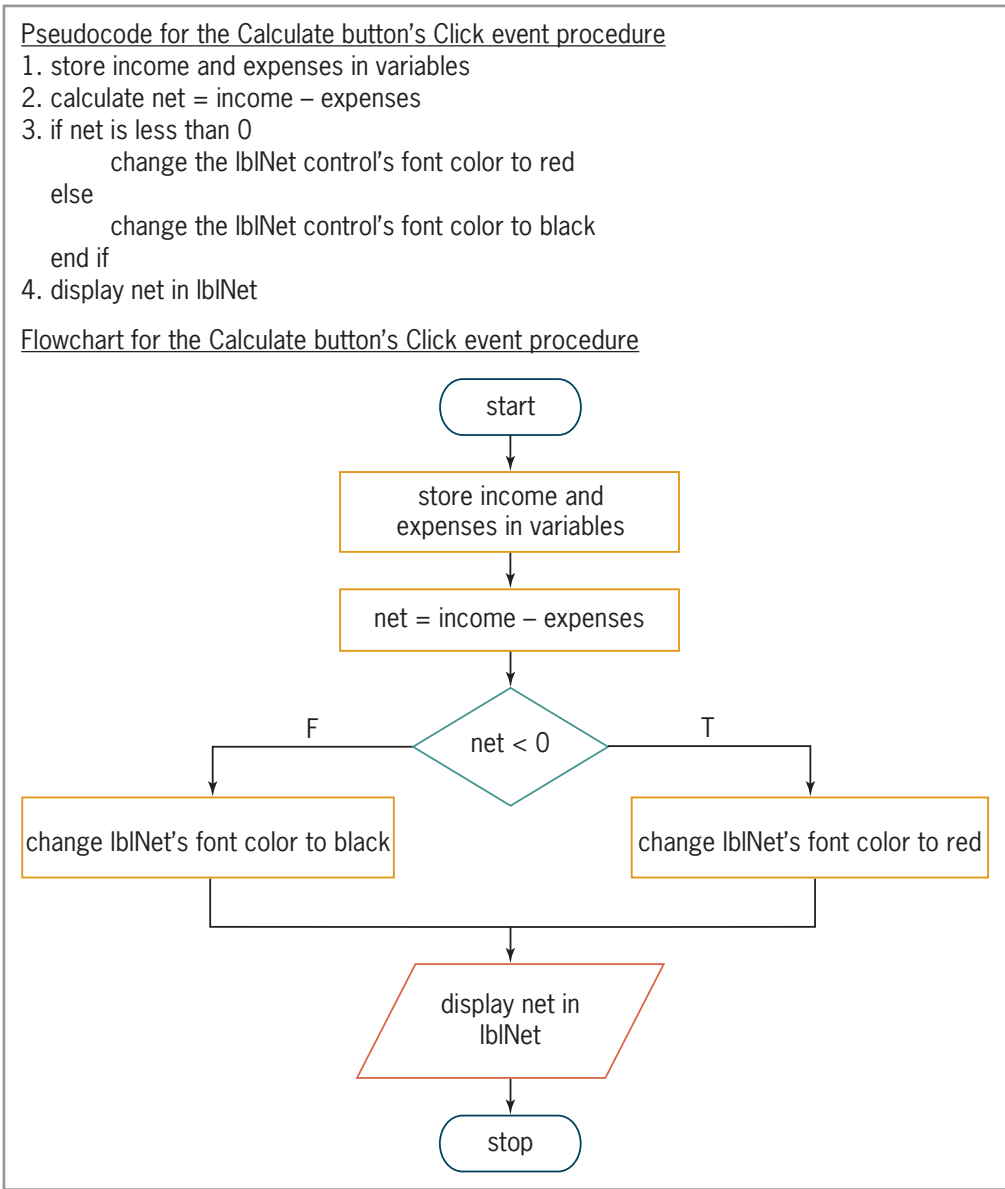 Pseudocode for the Calculate button’s Click event procedure
1. store income and expenses in variables
2. calculate net = income – expenses
3. if net is less than 0
change the lblNet control’s font color to red
else
change the lblNet control’s font color to black
end if
4. display net in lblNet
Flowchart for the Calculate button’s Click event procedure
start
store income and
expenses in variables
net = income – expenses
net < 0
F
T
change lblNet’s font color to black
change lblNet’s font color to red
display net in
lblNet
stop